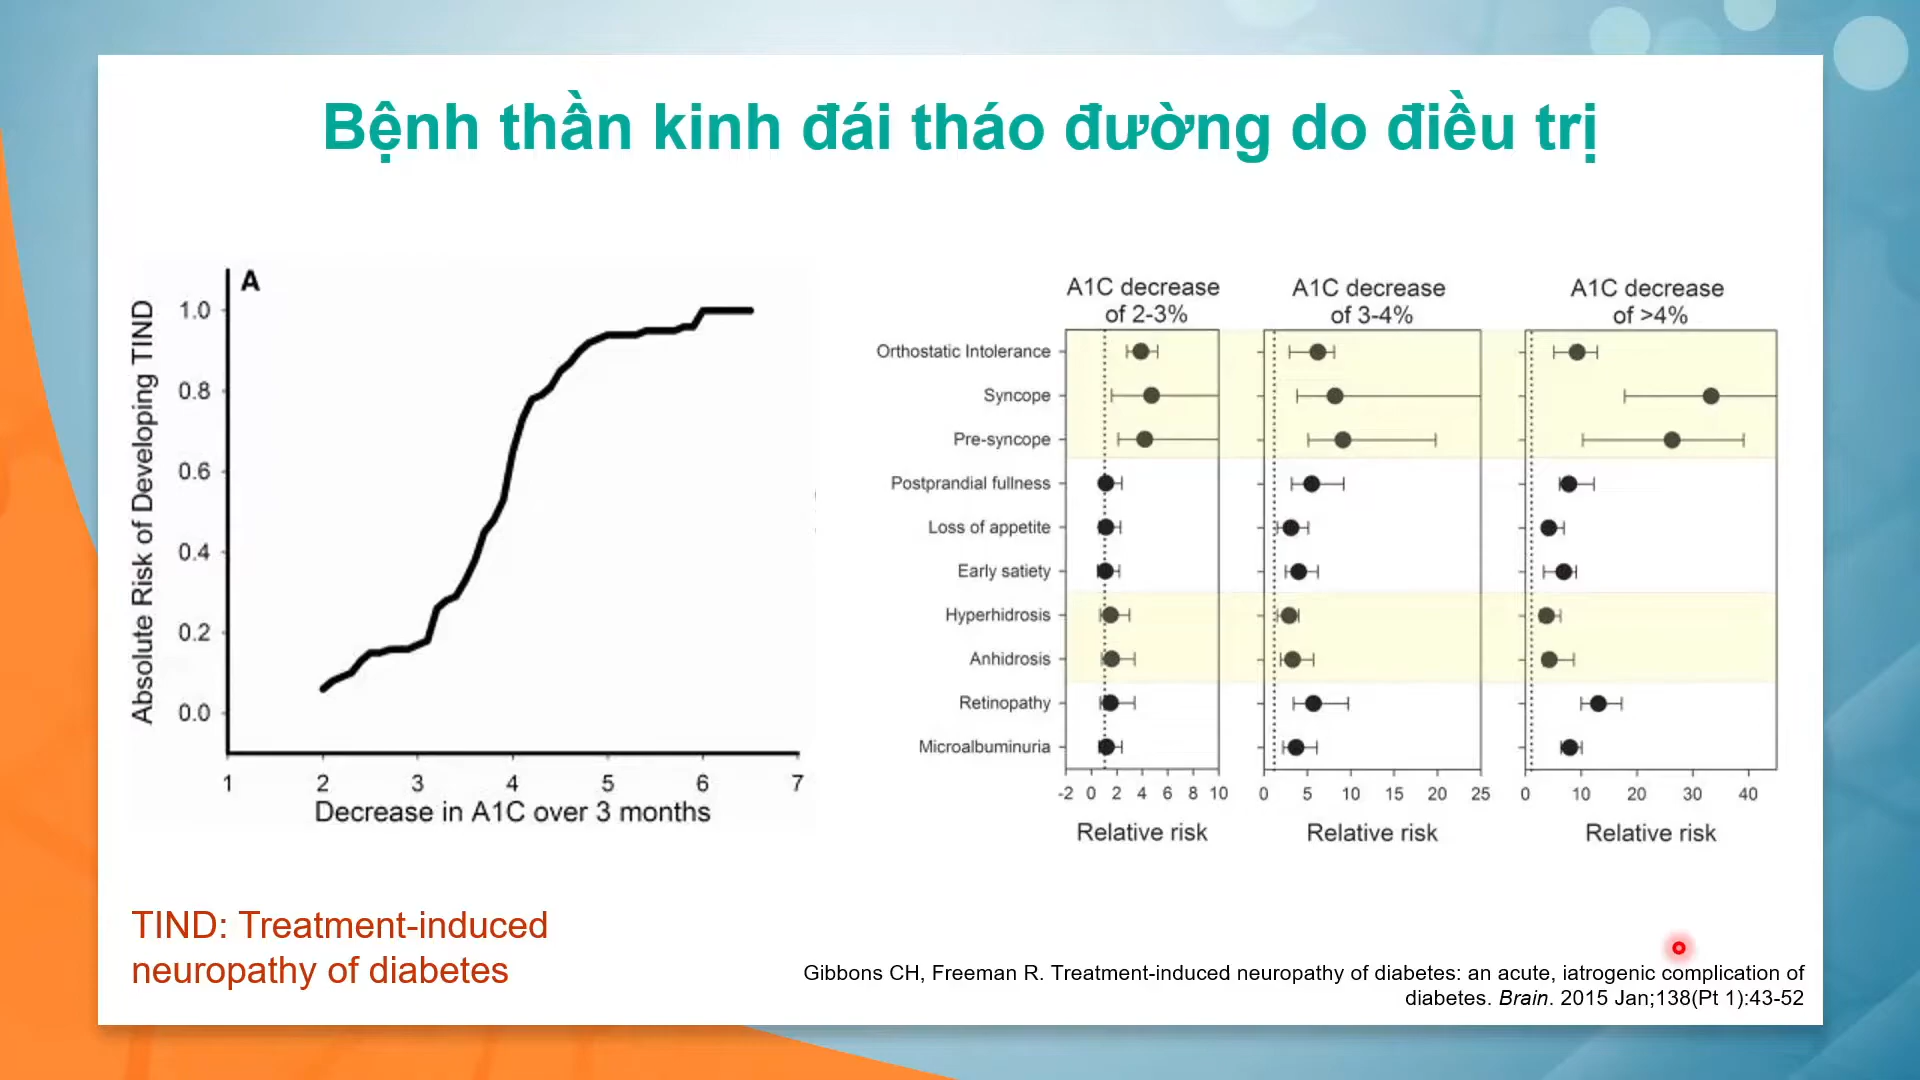 Bệnh thần kinh đái tháo đường do điều trị
A
Absolute Risk of Developing TIND
1.0
0.8
0.6
0.4
0.2
0.0
1 2 3 4 5 6 7
Decrease in A1C over 3 months
A1C decrease
of 2-3%
A1C decrease
of 3-4%
A1C decrease
of >4%
Orthostatic Intolerance
Syncope
Pre-syncope
Postprandial fullness
Loss of appetite
Early satiety
Hyperhidrosis
Anhidrosis
Retinopathy
Microalbuminuria
-2 0 2 4 6 8 10
0 5 10 15 20 25
0 10 20 30 40
Relative risk
Relative risk
Relative risk
TIND: Treatment-induced
neuropathy of diabetes
Gibbons CH, Freeman R. Treatment-induced neuropathy of diabetes: an acute, iatrogenic complication of
diabetes. Brain. 2015 Jan;138(Pt 1):43-52